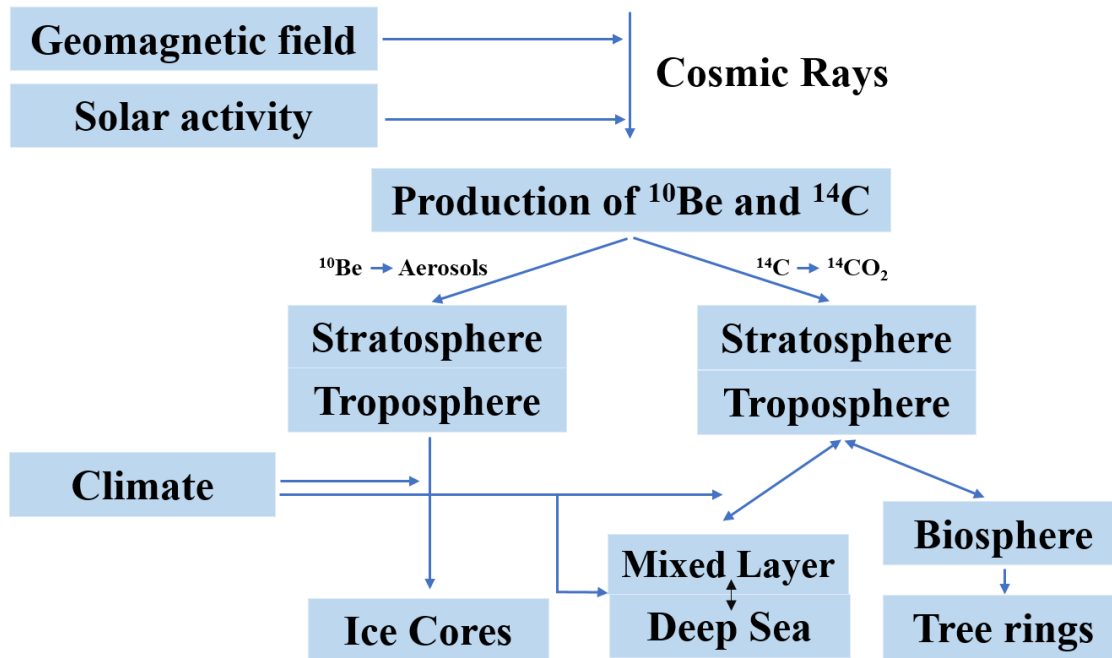 Geomagnetic field
Cosmic Rays
Solar activity
Production of ¹⁰Be and ¹⁴C
¹⁰Be → Aerosols
¹⁴C → ¹⁴CO₂
Stratosphere
Troposphere
Stratosphere
Troposphere
Climate
Ice Cores
Mixed Layer
Deep Sea
Biosphere
Tree rings